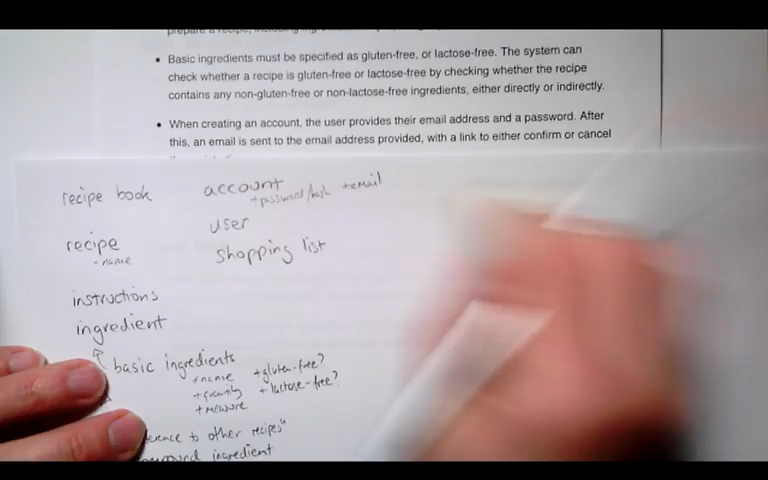 prepare a recipe, including
• Basic ingredients must be specified as gluten-free, or lactose-free. The system can
check whether a recipe is gluten-free or lactose-free by checking whether the recipe
contains any non-gluten-free or non-lactose-free ingredients, either directly or indirectly.
• When creating an account, the user provides their email address and a password. After
this, an email is sent to the email address provided, with a link to either confirm or cancel
recipe book
recipe
-name
instructions
ingredient
basic ingredients
+name
+quantity
+measure
+gluten-free?
+lactose-free?
to other recipes"
ingredient
account
+password/hash +email
user
shopping list